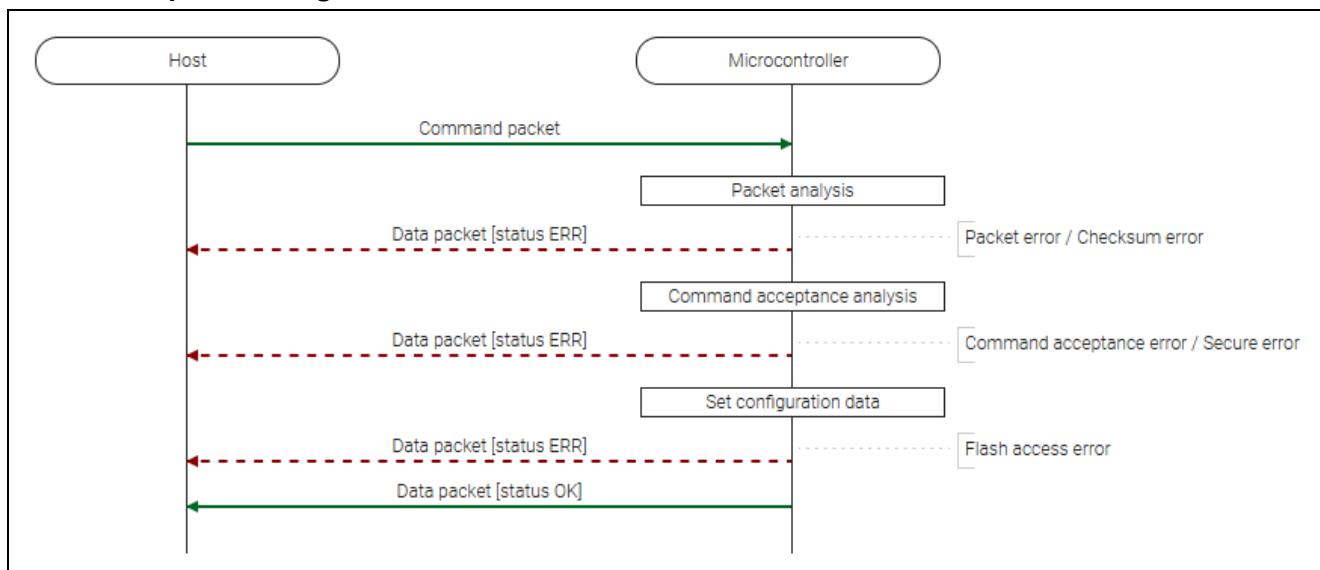 Host
Microcontroller
Command packet
Packet analysis
Data packet [status ERR]
Packet error / Checksum error
Command acceptance analysis
Data packet [status ERR]
Command acceptance error / Secure error
Set configuration data
Data packet [status ERR]
Flash access error
Data packet [status OK]